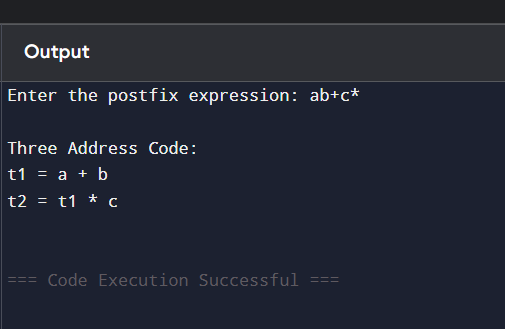 Output
Enter the postfix expression: ab+c*
Three Address Code:
t1 = a + b
t2 = t1 * c
=== Code Execution Successful ===